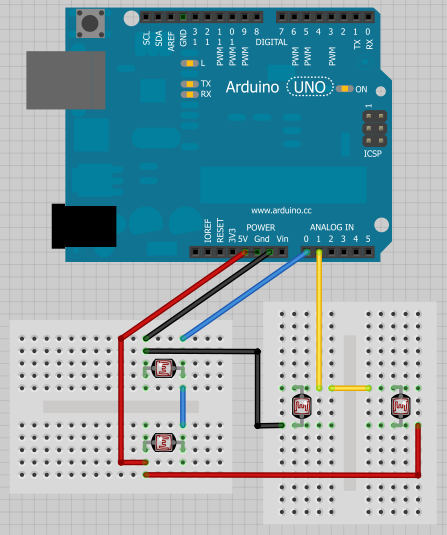 SCL
SDA
AREF
GND
13
12
PWM 11
PWM 10
PWM 9
8
DIGITAL
7
PWM 6
PWM 5
4
PWM 3
2
TX 1
RX 0
L
TX
RX
Arduino UNO
ON
1
ICSP
www.arduino.cc
POWER
ANALOG IN
IOREF
RESET
3V3
5V Gnd Vin
0 1 2 3 4 5